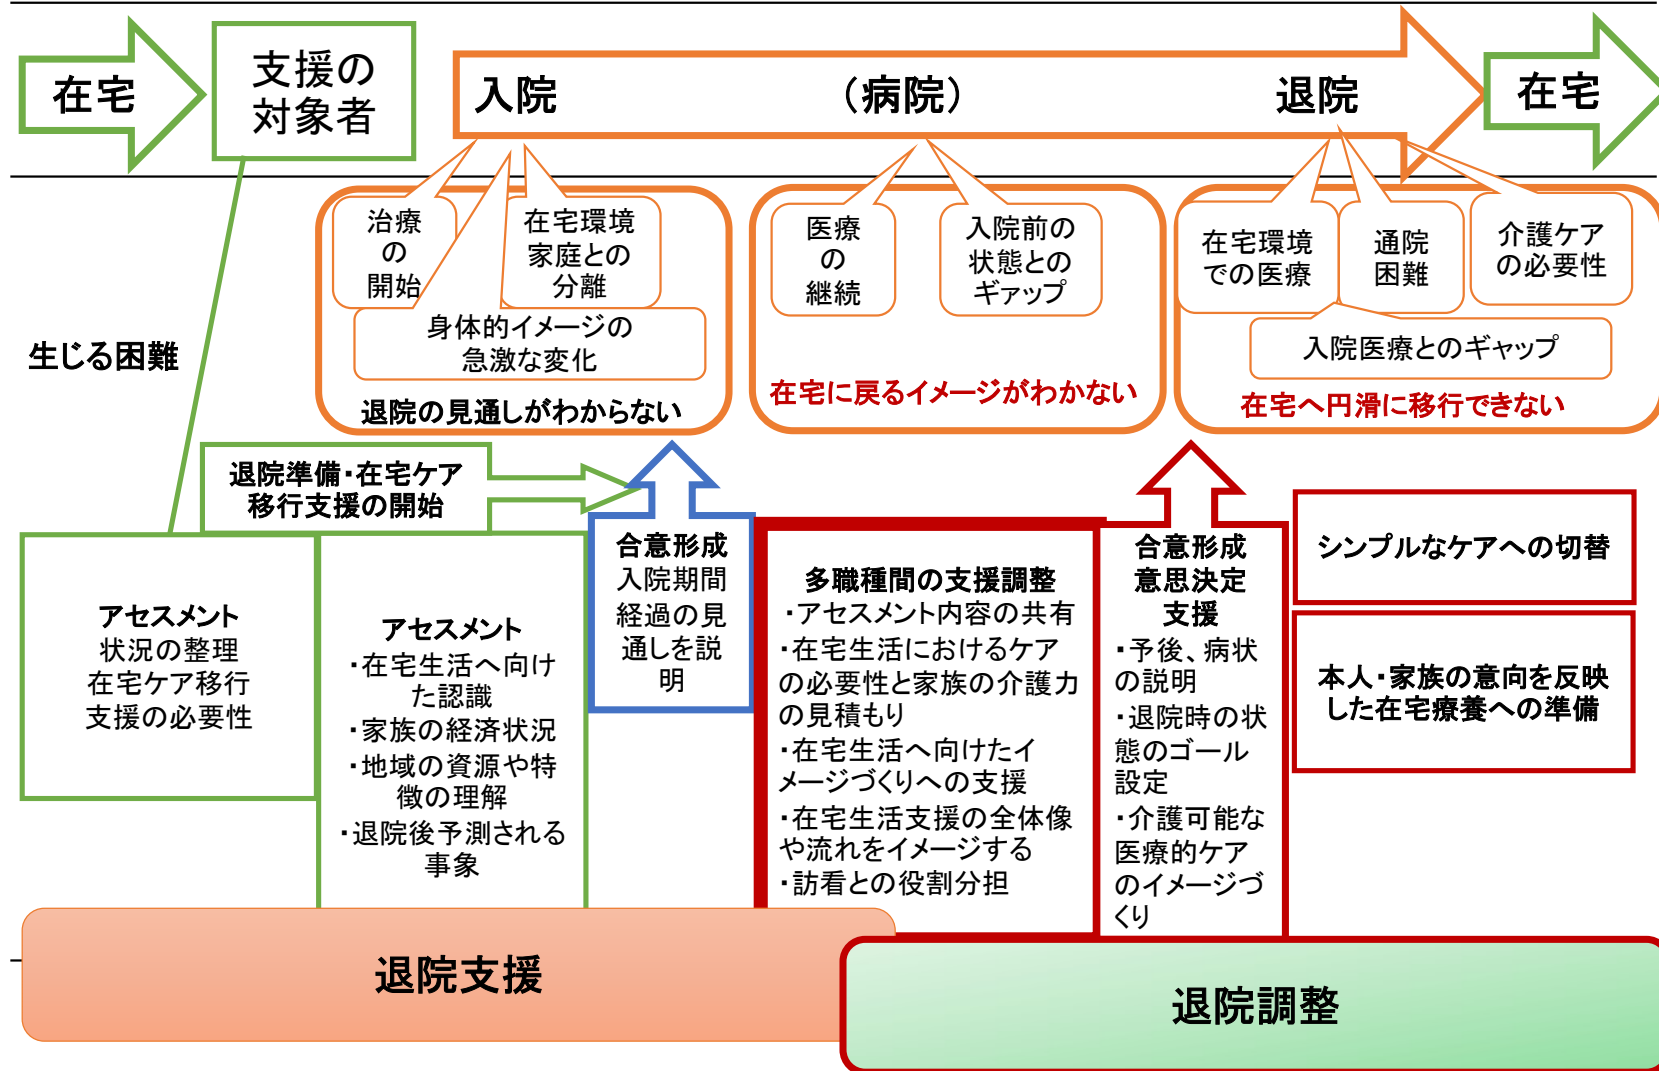 在宅
支援の
対象者
入院
（病院）
退院
在宅
生じる困難
治療
の
開始
在宅環境
家庭との
分離
身体的イメージの
急激な変化
退院の見通しがわからない
医療
の
継続
入院前の
状態との
ギァップ
在宅に戻るイメージがわかない
在宅環境
での医療
通院
困難
介護ケア
の必要性
入院医療とのギャップ
在宅へ円滑に移行できない
退院準備・在宅ケア
移行支援の開始
アセスメント
状況の整理
在宅ケア移行
支援の必要性
アセスメント
・在宅生活へ向け
た認識
・家族の経済状況
・地域の資源や特
徴の理解
・退院後予測される
事象
合意形成
入院期間
経過の見
通しを説
明
多職種間の支援調整
・アセスメント内容の共有
・在宅生活におけるケア
の必要性と家族の介護力
の見積もり
・在宅生活へ向けたイ
メージづくりへの支援
・在宅生活支援の全体像
や流れをイメージする
・訪看との役割分担
合意形成
意思決定
支援
・予後、病状
の説明
・退院時の状
態のゴール
設定
・介護可能な
医療的ケア
のイメージづ
くり
シンプルなケアへの切替
本人・家族の意向を反映
した在宅療養への準備
退院支援
退院調整